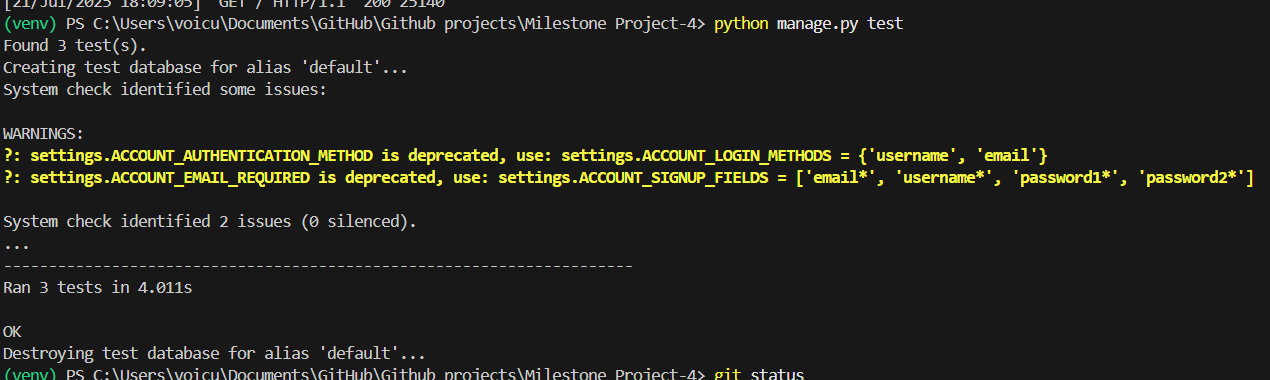 [21/Jul/2025 18:09:05] "GET / HTTP/1.1" 200 25140
(venv) PS C:\Users\voicu\Documents\GitHub\Github projects\Milestone Project-4> python manage.py test
Found 3 test(s).
Creating test database for alias 'default'...
System check identified some issues:

WARNINGS:
?: settings.ACCOUNT_AUTHENTICATION_METHOD is deprecated, use: settings.ACCOUNT_LOGIN_METHODS = {'username', 'email'}
?: settings.ACCOUNT_EMAIL_REQUIRED is deprecated, use: settings.ACCOUNT_SIGNUP_FIELDS = ['email*', 'username*', 'password1*', 'password2*']

System check identified 2 issues (0 silenced).
...
----------------------------------------------------------------------
Ran 3 tests in 4.011s

OK
Destroying test database for alias 'default'...
(venv) PS C:\Users\voicu\Documents\GitHub\Github projects\Milestone Project-4> git status